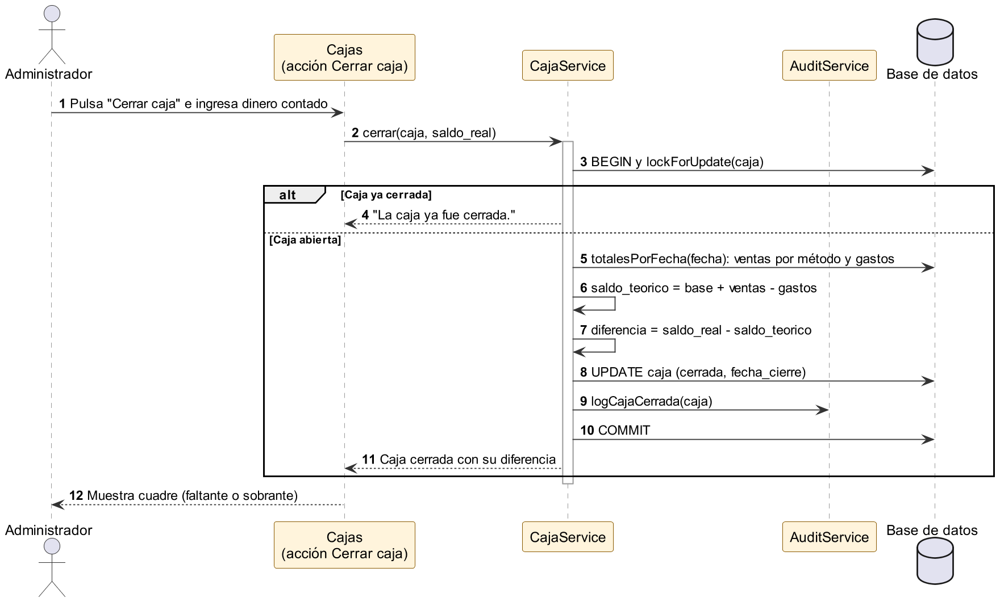 Administrador
Cajas
(acción Cerrar caja)
CajaService
AuditService
Base de datos
1 Pulsa "Cerrar caja" e ingresa dinero contado
2 cerrar(caja, saldo_real)
3 BEGIN y lockForUpdate(caja)
alt [Caja ya cerrada]
4 "La caja ya fue cerrada."
[Caja abierta]
5 totalesPorFecha(fecha): ventas por método y gastos
6 saldo_teorico = base + ventas - gastos
7 diferencia = saldo_real - saldo_teorico
8 UPDATE caja (cerrada, fecha_cierre)
9 logCajaCerrada(caja)
10 COMMIT
11 Caja cerrada con su diferencia
12 Muestra cuadre (faltante o sobrante)
Administrador
Cajas
(acción Cerrar caja)
CajaService
AuditService
Base de datos